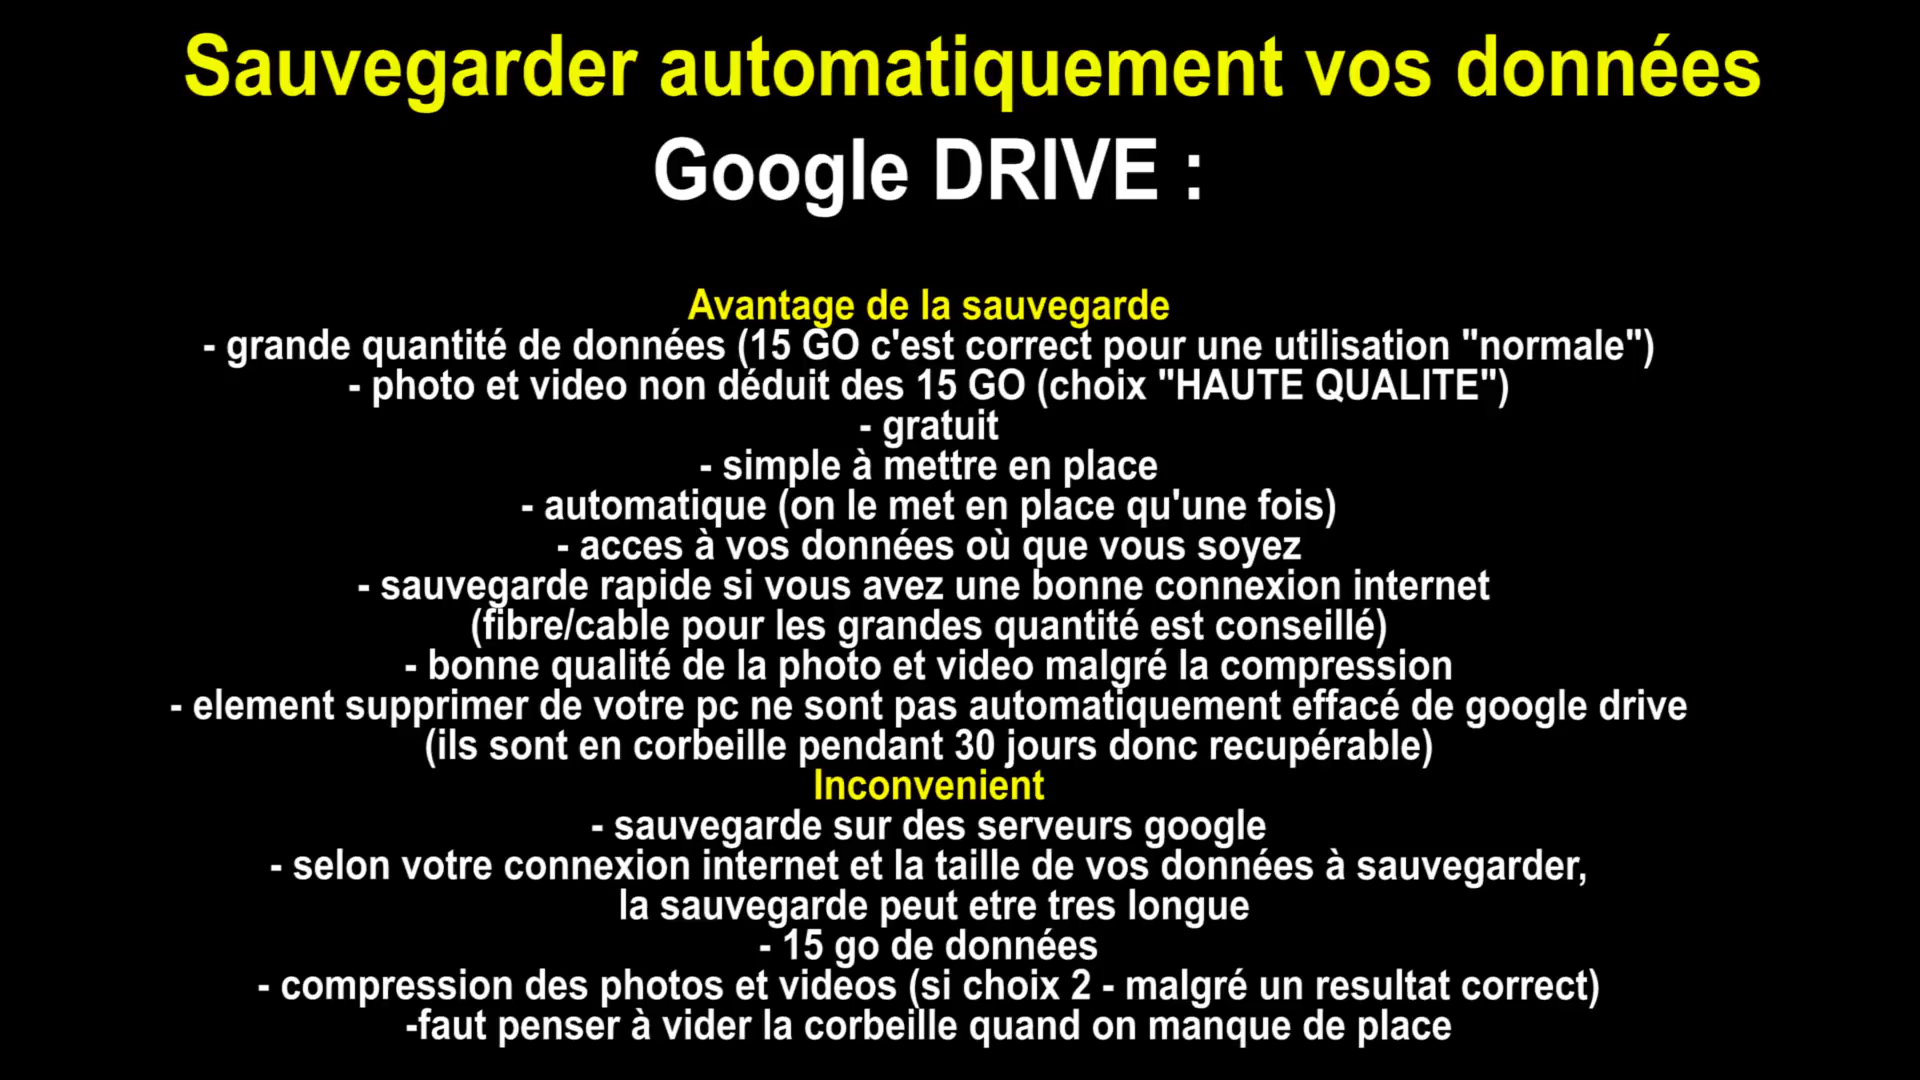 Sauvegarder automatiquement vos données
Google DRIVE :
Avantage de la sauvegarde
- grande quantité de données (15 GO c'est correct pour une utilisation "normale")
- photo et video non déduit des 15 GO (choix "HAUTE QUALITE")
- gratuit
- simple à mettre en place
- automatique (on le met en place qu'une fois)
- acces à vos données où que vous soyez
- sauvegarde rapide si vous avez une bonne connexion internet
(fibre/cable pour les grandes quantité est conseillé)
- bonne qualité de la photo et video malgré la compression
- element supprimer de votre pc ne sont pas automatiquement effacé de google drive
(ils sont en corbeille pendant 30 jours donc recupérable)
Inconvenient
- sauvegarde sur des serveurs google
- selon votre connexion internet et la taille de vos données à sauvegarder,
la sauvegarde peut etre tres longue
- 15 go de données
- compression des photos et videos (si choix 2 - malgré un resultat correct)
-faut penser à vider la corbeille quand on manque de place